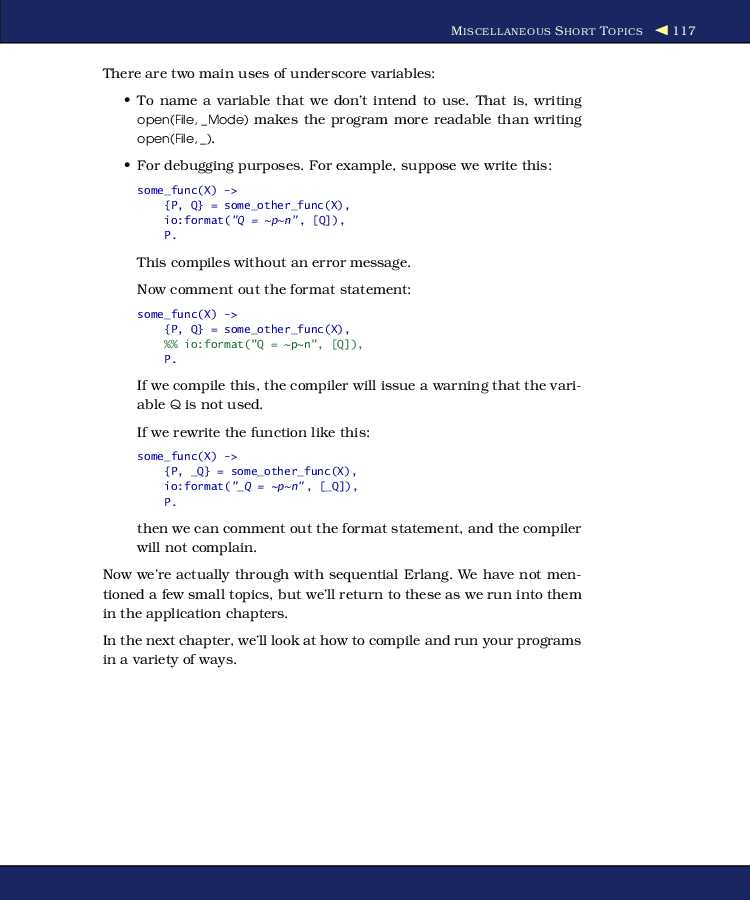 MISCELLANEOUS SHORT TOPICS ◀ 117
There are two main uses of underscore variables:
• To name a variable that we don't intend to use. That is, writing
open(File, _Mode) makes the program more readable than writing
open(File, _).
• For debugging purposes. For example, suppose we write this:
some_func(X) ->
    {P, Q} = some_other_func(X),
    io:format("Q = ~p~n", [Q]),
    P.
This compiles without an error message.
Now comment out the format statement:
some_func(X) ->
    {P, Q} = some_other_func(X),
    %% io:format("Q = ~p~n", [Q]),
    P.
If we compile this, the compiler will issue a warning that the vari-
able Q is not used.
If we rewrite the function like this:
some_func(X) ->
    {P, _Q} = some_other_func(X),
    io:format("_Q = ~p~n", [_Q]),
    P.
then we can comment out the format statement, and the compiler
will not complain.
Now we're actually through with sequential Erlang. We have not men-
tioned a few small topics, but we'll return to these as we run into them
in the application chapters.
In the next chapter, we'll look at how to compile and run your programs
in a variety of ways.